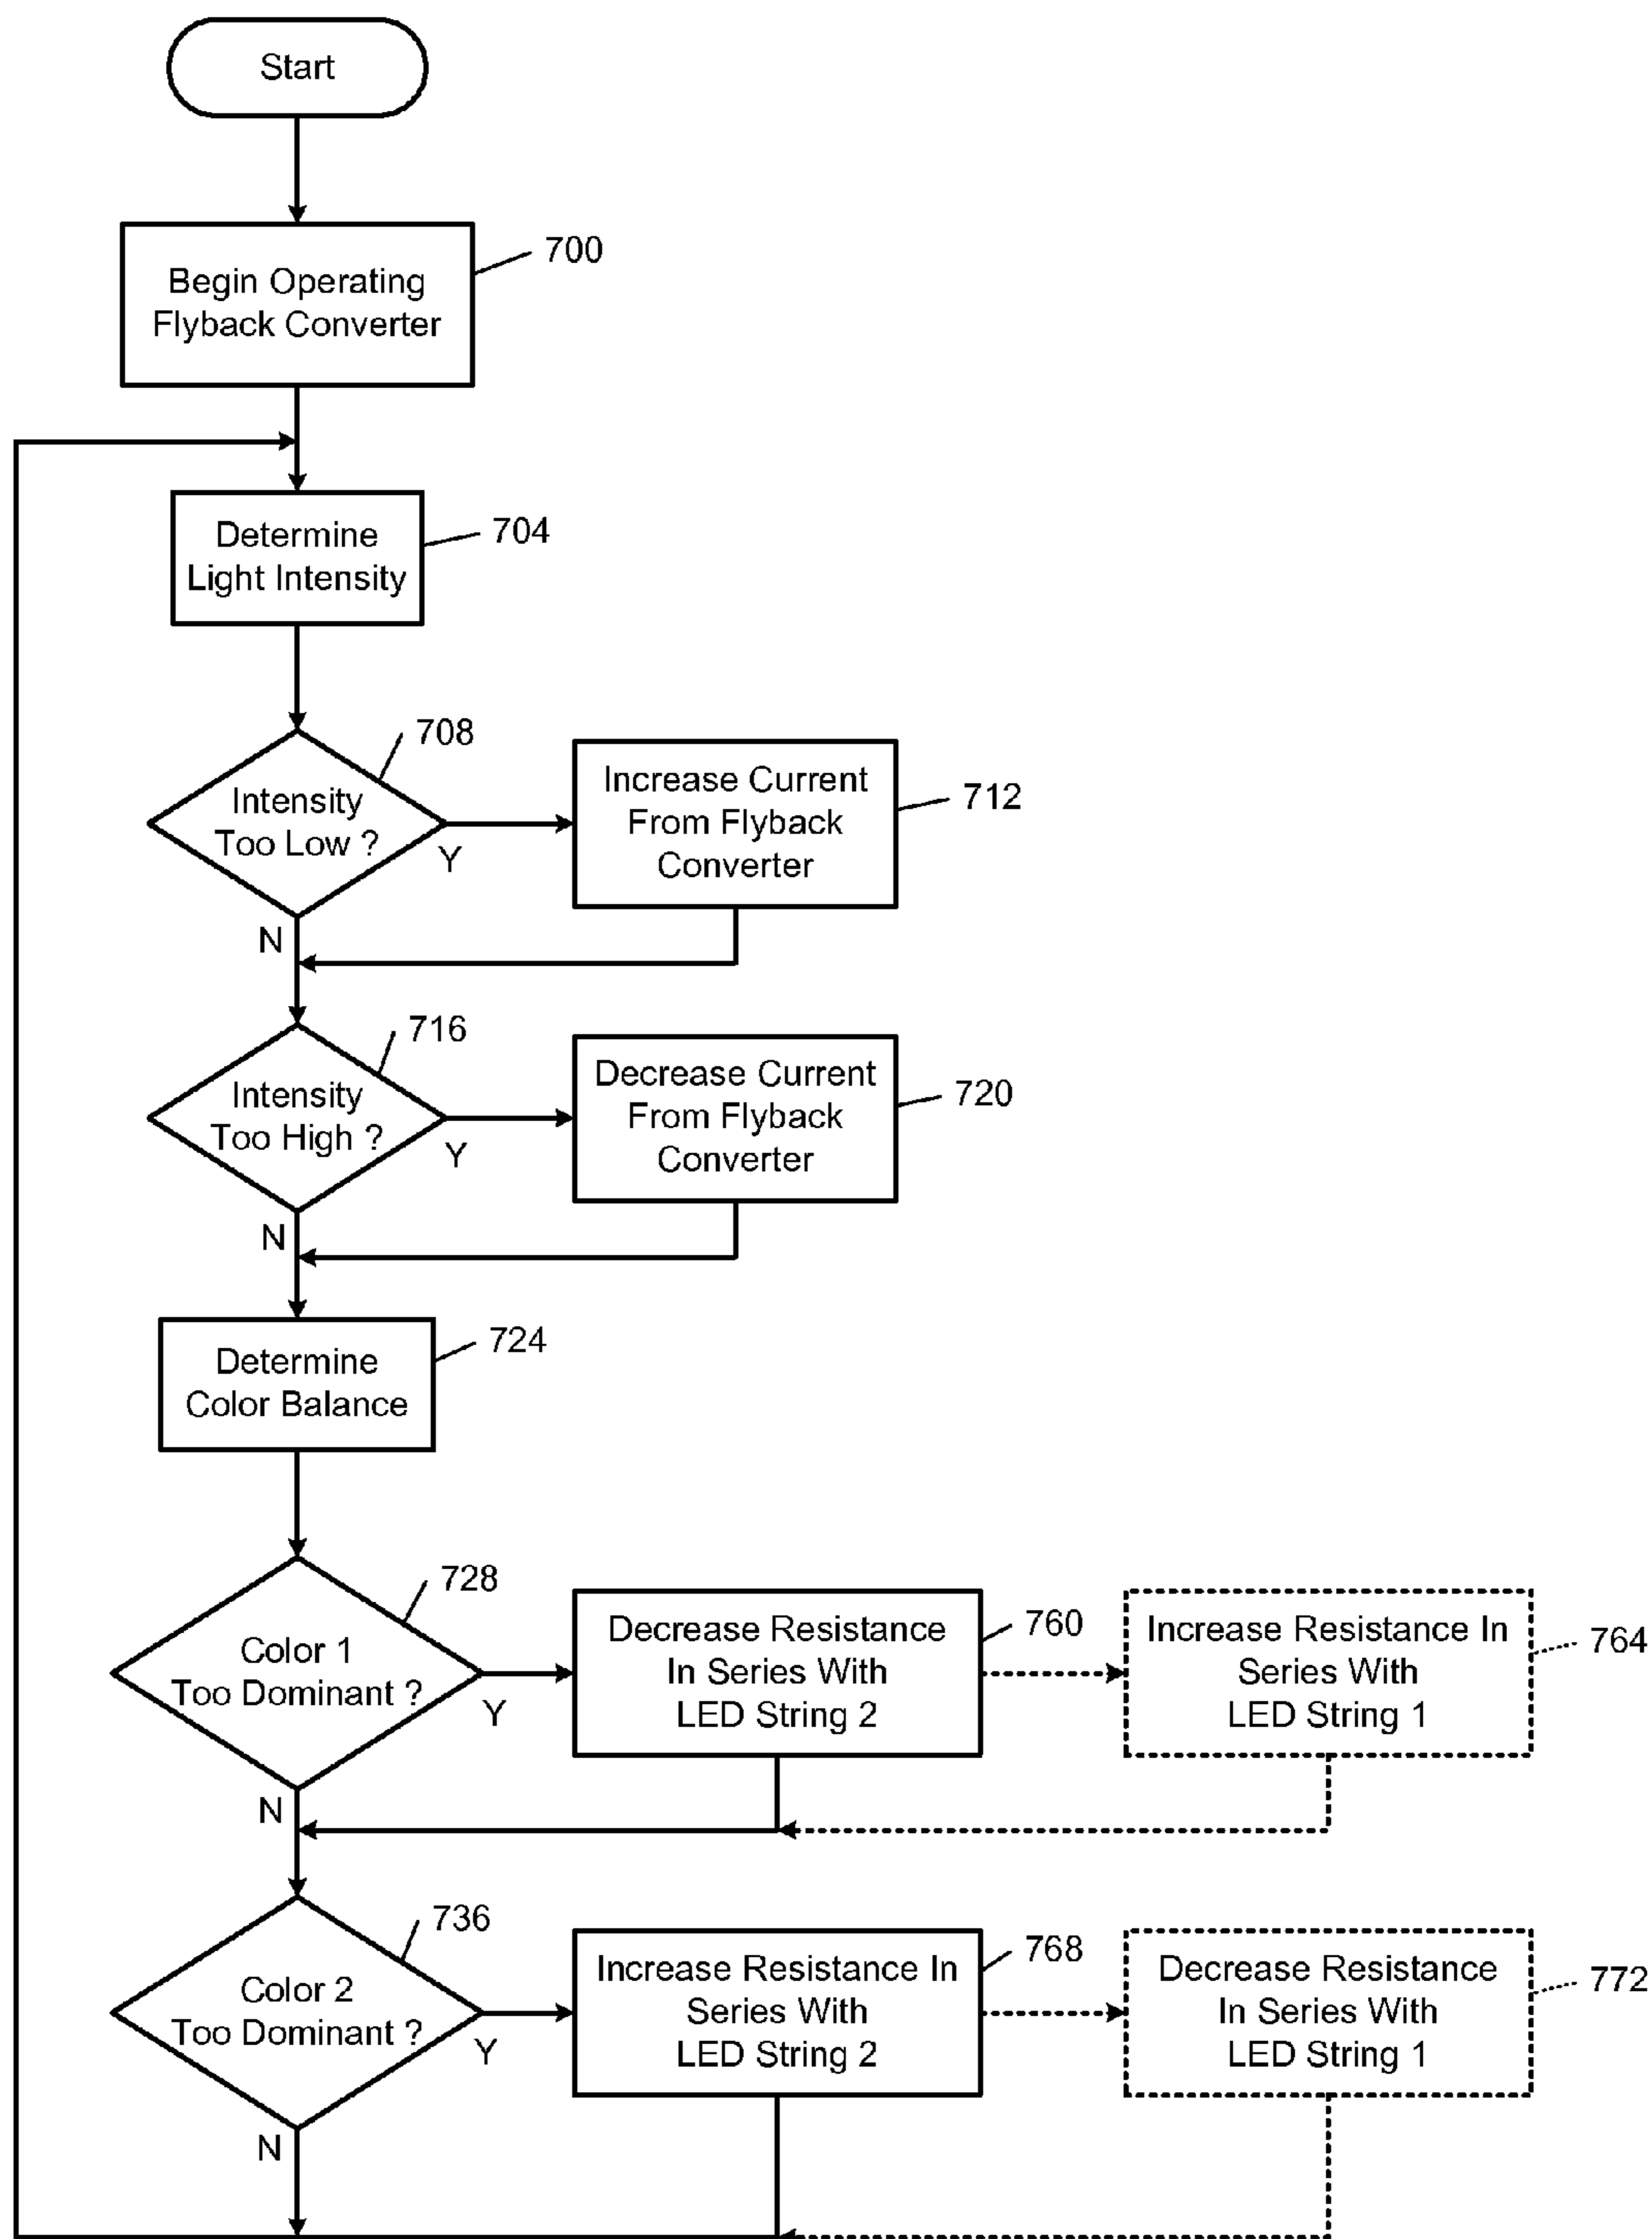 Start
Begin Operating
Flyback Converter
700
Determine
Light Intensity
704
708
Intensity
Too Low ?
Y
N
Increase Current
From Flyback
Converter
712
716
Intensity
Too High ?
Y
N
Decrease Current
From Flyback
Converter
720
Determine
Color Balance
724
728
Color 1
Too Dominant ?
Y
N
Decrease Resistance
In Series With
LED String 2
760
Increase Resistance In
Series With
LED String 1
764
736
Color 2
Too Dominant ?
Y
N
Increase Resistance In
Series With
LED String 2
768
Decrease Resistance
In Series With
LED String 1
772